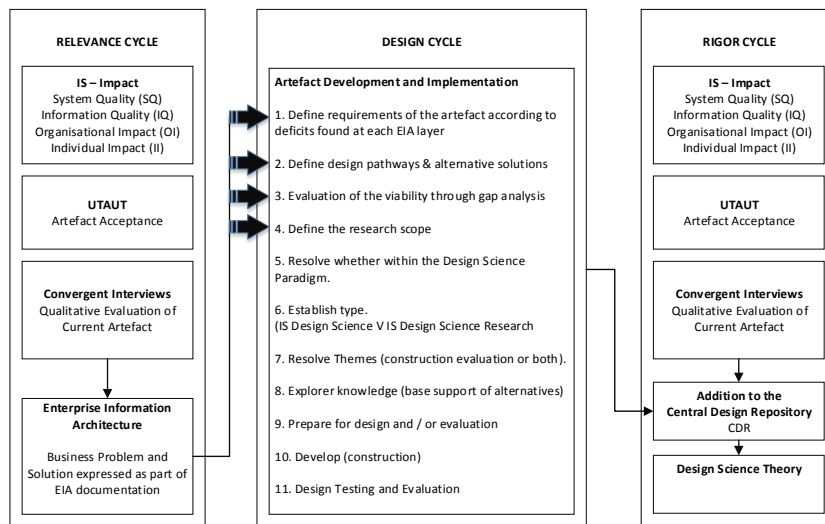 RELEVANCE CYCLE
IS – Impact
System Quality (SQ)
Information Quality (IQ)
Organisational Impact (OI)
Individual Impact (II)
UTAUT
Artefact Acceptance
Convergent Interviews
Qualitative Evaluation of
Current Artefact
Enterprise Information
Architecture
Business Problem and
Solution expressed as part of
EIA documentation
DESIGN CYCLE
Artefact Development and Implementation
1. Define requirements of the artefact according to
deficits found at each EIA layer
2. Define design pathways & alternative solutions
3. Evaluation of the viability through gap analysis
4. Define the research scope
5. Resolve whether within the Design Science
Paradigm.
6. Establish type.
(IS Design Science V IS Design Science Research
7. Resolve Themes (construction evaluation or both).
8. Explorer knowledge (base support of alternatives)
9. Prepare for design and / or evaluation
10. Develop (construction)
11. Design Testing and Evaluation
RIGOR CYCLE
IS – Impact
System Quality (SQ)
Information Quality (IQ)
Organisational Impact (OI)
Individual Impact (II)
UTAUT
Artefact Acceptance
Convergent Interviews
Qualitative Evaluation of
Current Artefact
Addition to the
Central Design Repository
CDR
Design Science Theory